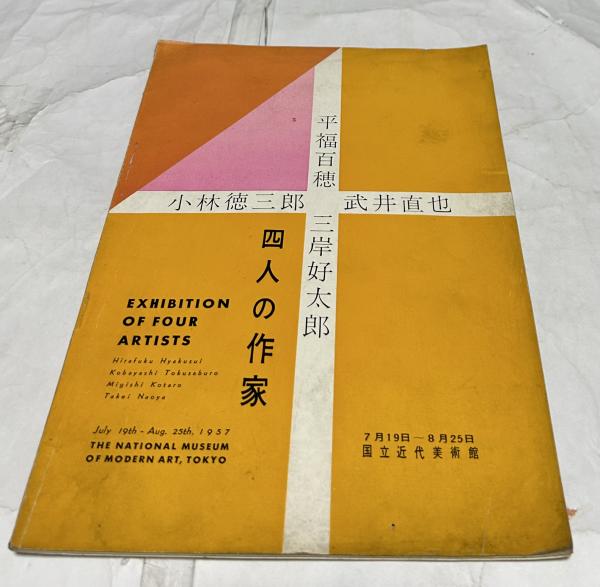 平福百穂
小林徳三郎
武井直也
三岸好太郎
四人の作家
EXHIBITION
OF FOUR
ARTISTS
Hirafuku Hyakusui
Kobayashi Tokusaburo
Migishi Kotaro
Takei Naoya
July 19th - Aug. 25th, 1957
THE NATIONAL MUSEUM
OF MODERN ART, TOKYO
7月19日～8月25日
国立近代美術館